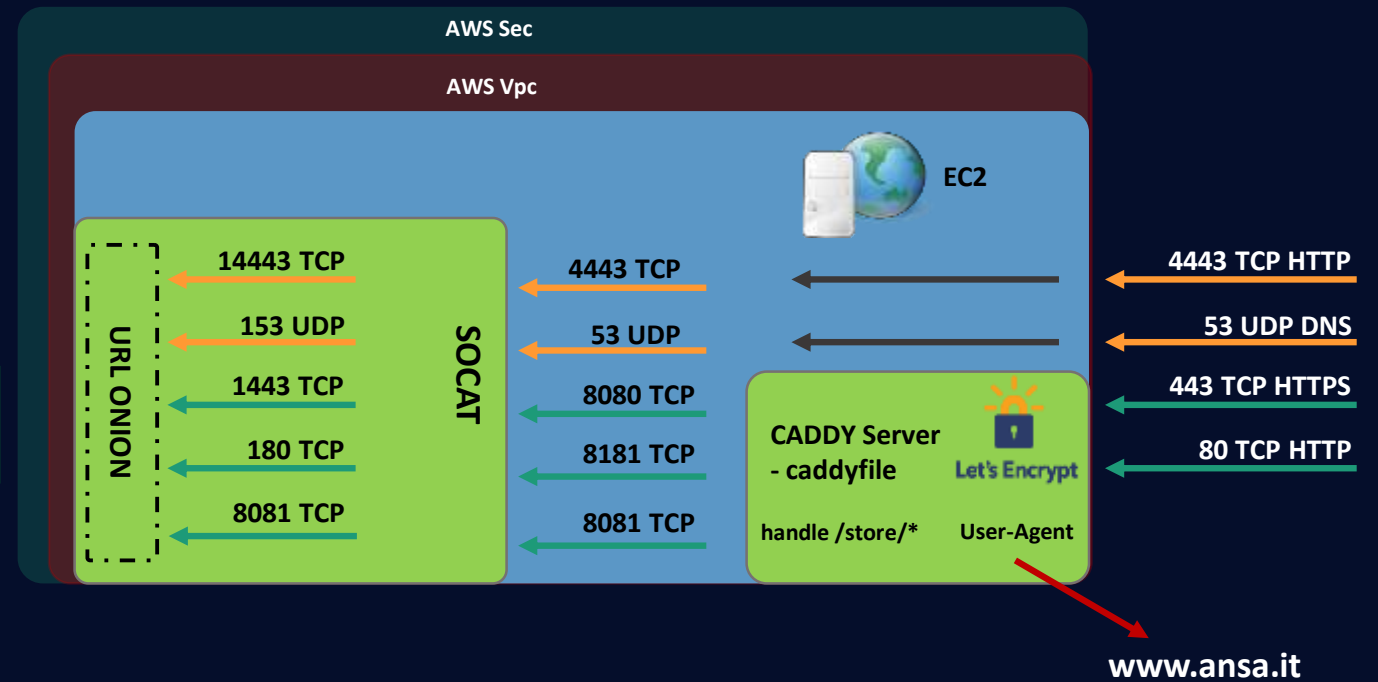 AWS Sec
AWS Vpc
EC2
14443 TCP
4443 TCP
4443 TCP HTTP
153 UDP
53 UDP
53 UDP DNS
URL ONION
SOCAT
1443 TCP
8080 TCP
443 TCP HTTPS
180 TCP
8181 TCP
80 TCP HTTP
8081 TCP
8081 TCP
CADDY Server
- caddyfile
Let's Encrypt
handle /store/*
User-Agent
www.ansa.it